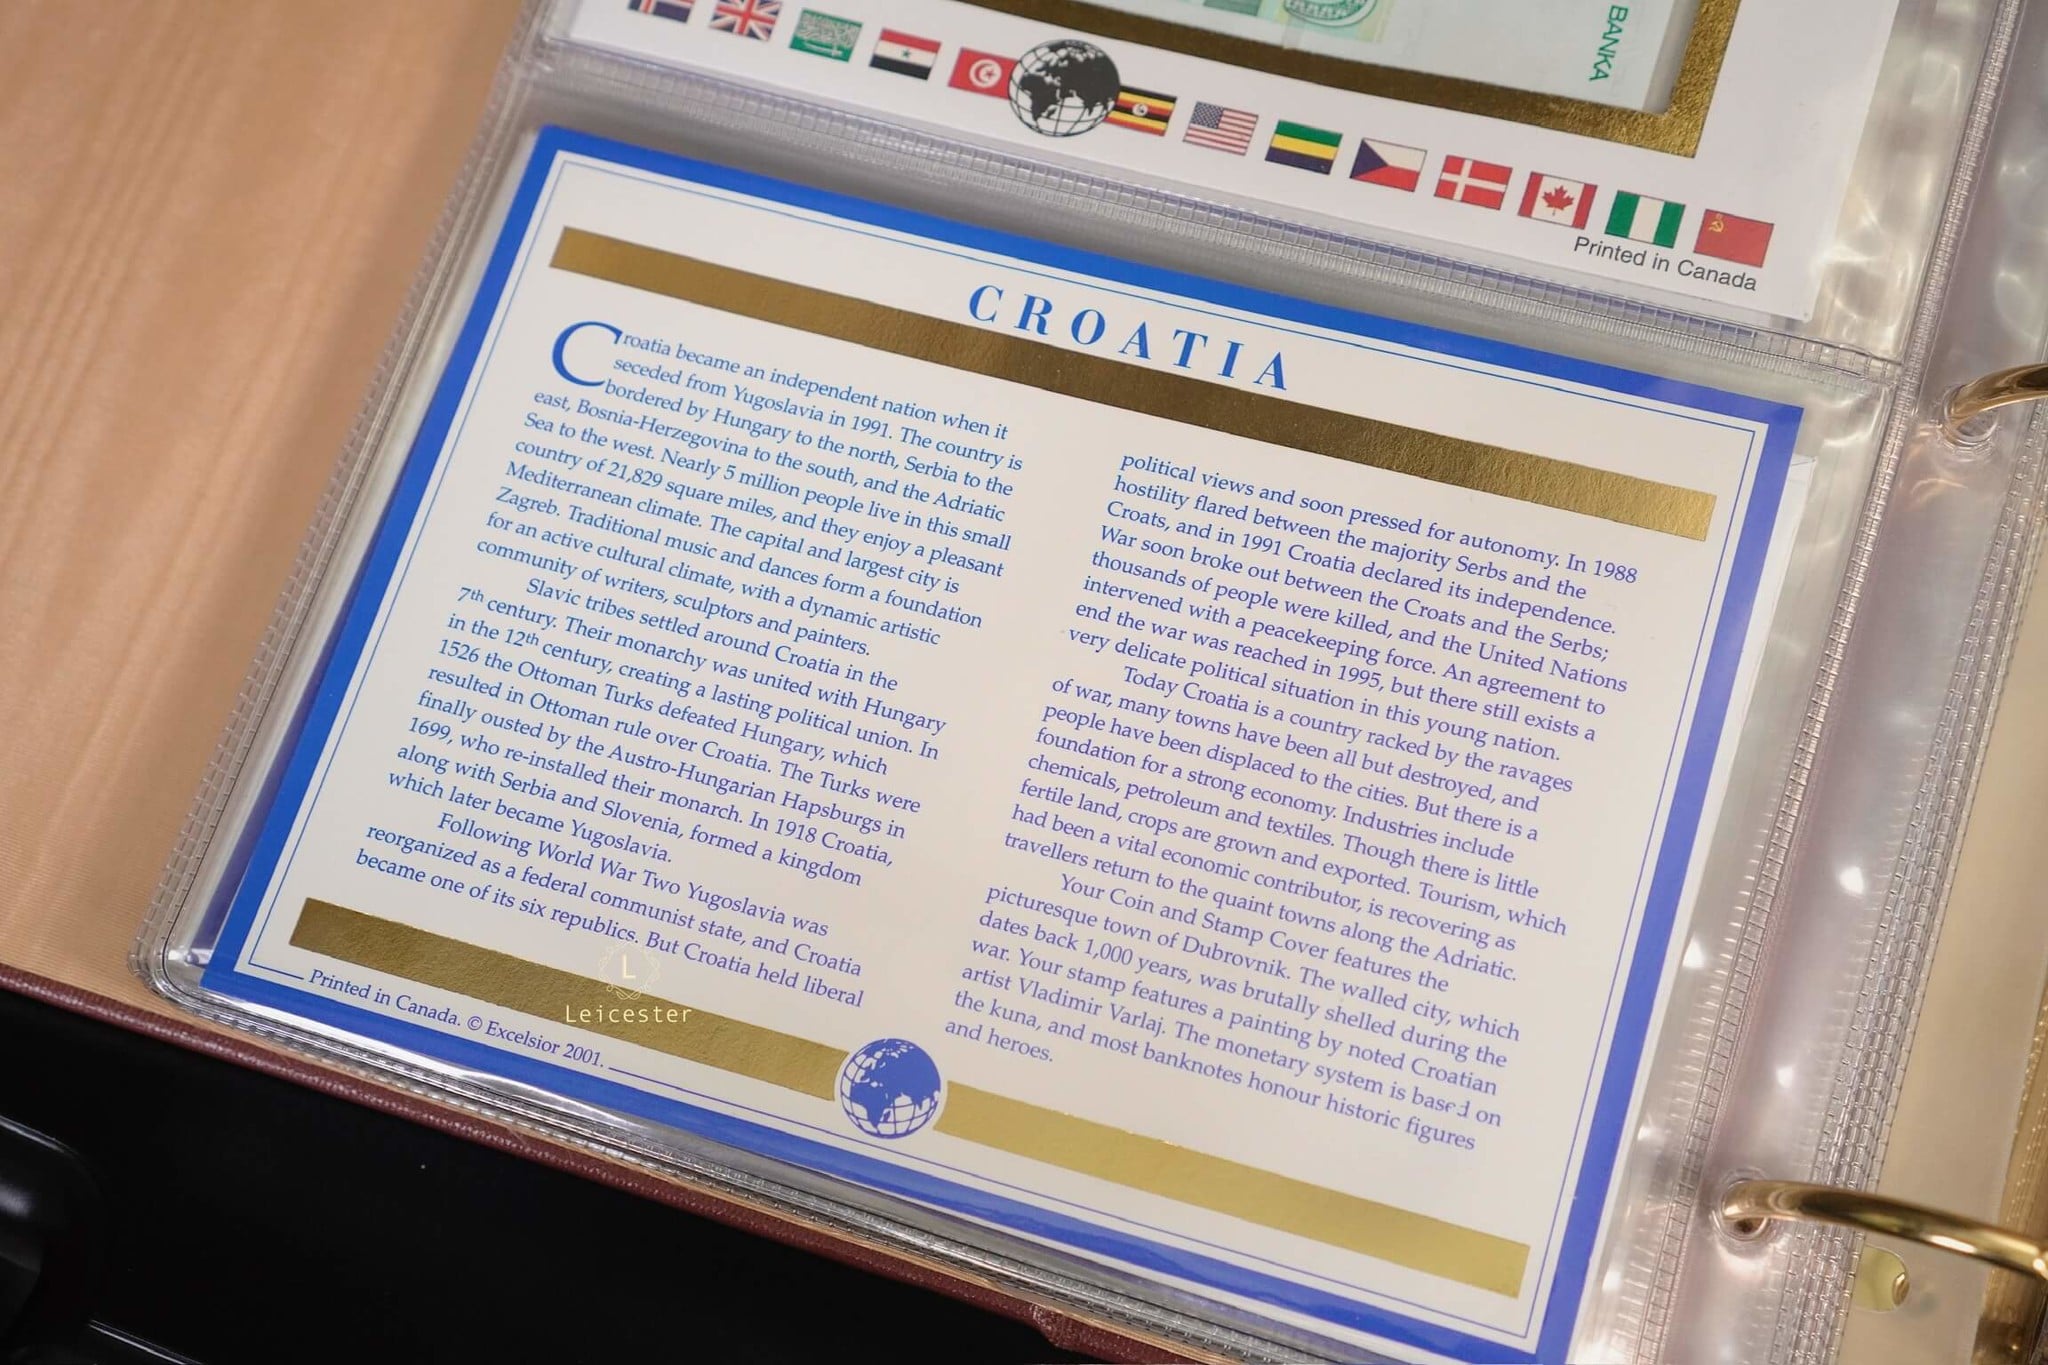 BANKA
Printed in Canada
CROATIA
Croatia became an independent nation when it
seceded from Yugoslavia in 1991. The country is
bordered by Hungary to the north, Serbia to the
east, Bosnia-Herzegovina to the south, and the Adriatic
Sea to the west. Nearly 5 million people live in this small
country of 21,829 square miles, and they enjoy a pleasant
Mediterranean climate. The capital and largest city is
Zagreb. Traditional music and dances form a foundation
for an active cultural climate, with a dynamic artistic
community of writers, sculptors and painters.
Slavic tribes settled around Croatia in the
7th century. Their monarchy was united with Hungary
in the 12th century, creating a lasting political union. In
1526 the Ottoman Turks defeated Hungary, which
resulted in Ottoman rule over Croatia. The Turks were
finally ousted by the Austro-Hungarian Hapsburgs in
1699, who re-installed their monarch. In 1918 Croatia,
along with Serbia and Slovenia, formed a kingdom
which later became Yugoslavia.
Following World War Two Yugoslavia was
reorganized as a federal communist state, and Croatia
became one of its six republics. But Croatia held liberal
political views and soon pressed for autonomy. In 1988
hostility flared between the majority Serbs and the
Croats, and in 1991 Croatia declared its independence.
War soon broke out between the Croats and the Serbs;
thousands of people were killed, and the United Nations
intervened with a peacekeeping force. An agreement to
end the war was reached in 1995, but there still exists a
very delicate political situation in this young nation.
Today Croatia is a country racked by the ravages
of war, many towns have been all but destroyed, and
people have been displaced to the cities. But there is a
foundation for a strong economy. Industries include
chemicals, petroleum and textiles. Though there is little
fertile land, crops are grown and exported. Tourism, which
had been a vital economic contributor, is recovering as
travellers return to the quaint towns along the Adriatic.
Your Coin and Stamp Cover features the
picturesque town of Dubrovnik. The walled city, which
dates back 1,000 years, was brutally shelled during the
war. Your stamp features a painting by noted Croatian
artist Vladimir Varlaj. The monetary system is based on
the kuna, and most banknotes honour historic figures
and heroes.
Printed in Canada. © Excelsior 2001.
L
Leicester